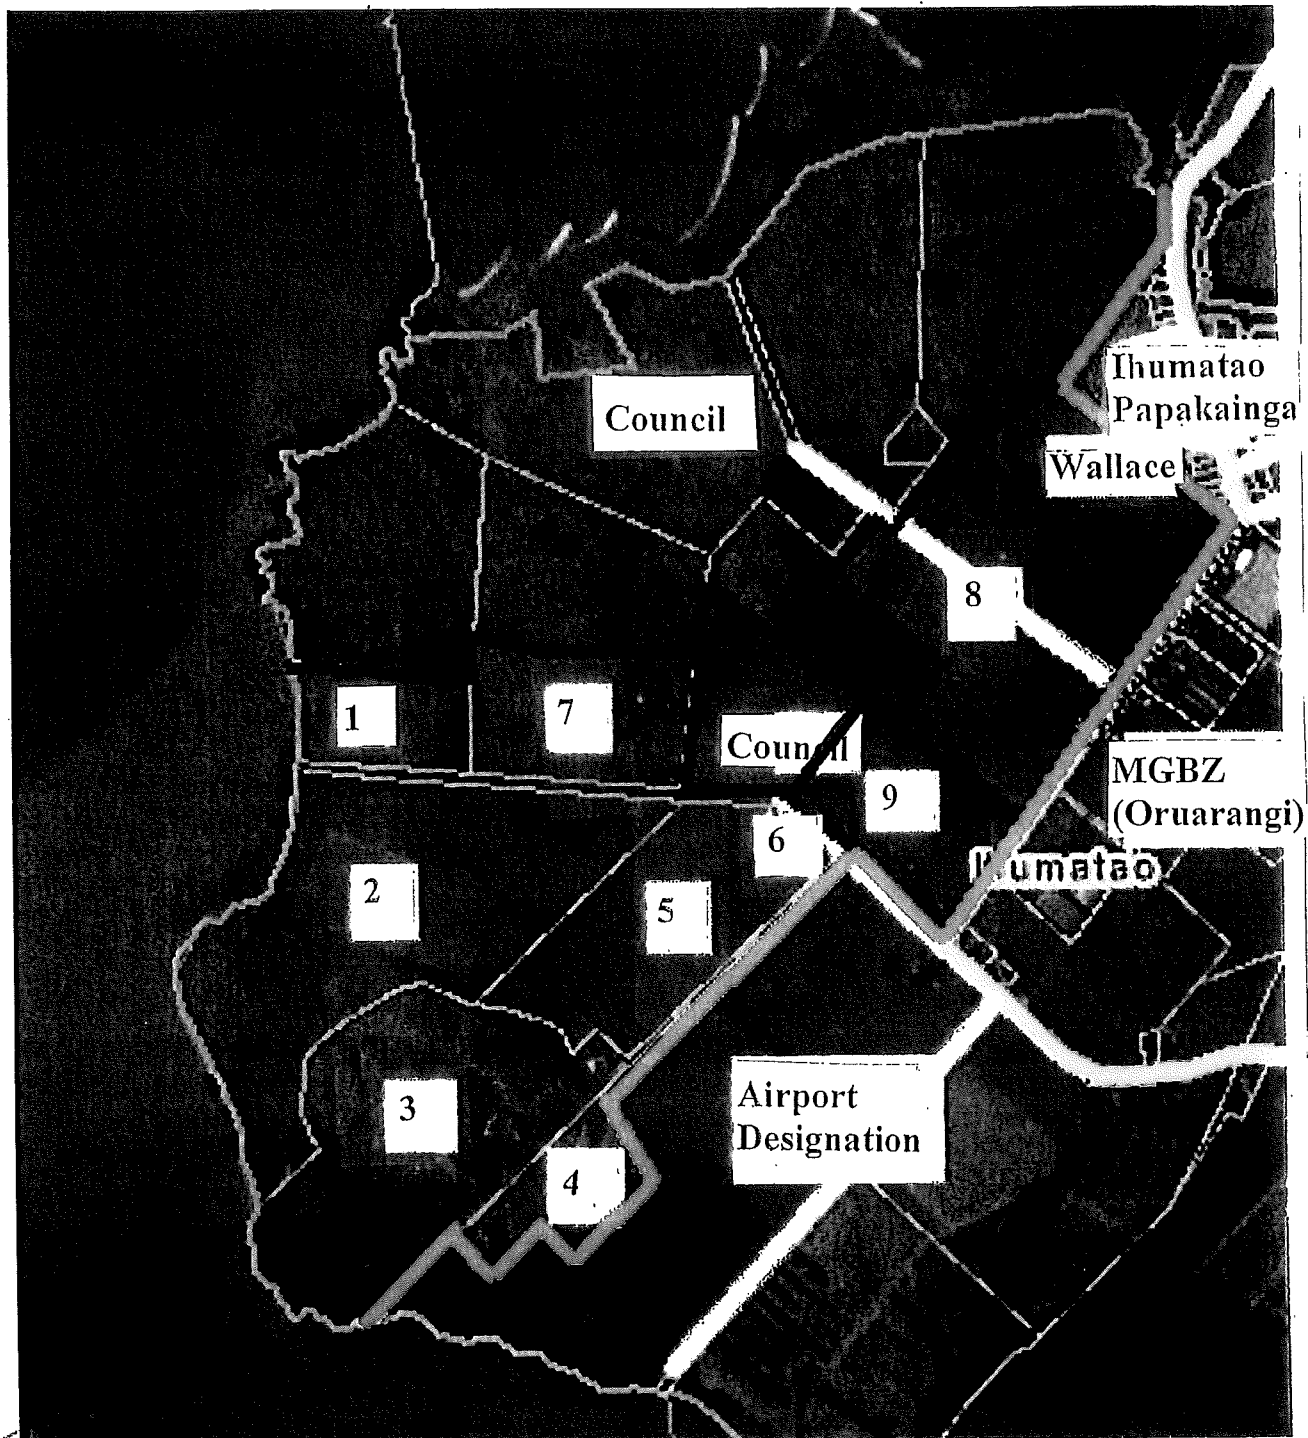 Ihumatao
Papakainga
Council
Wallace
8
1
7
Council
MGBZ
(Oruarangi)
9
6
Ihumatao
2
5
3
Airport
Designation
4